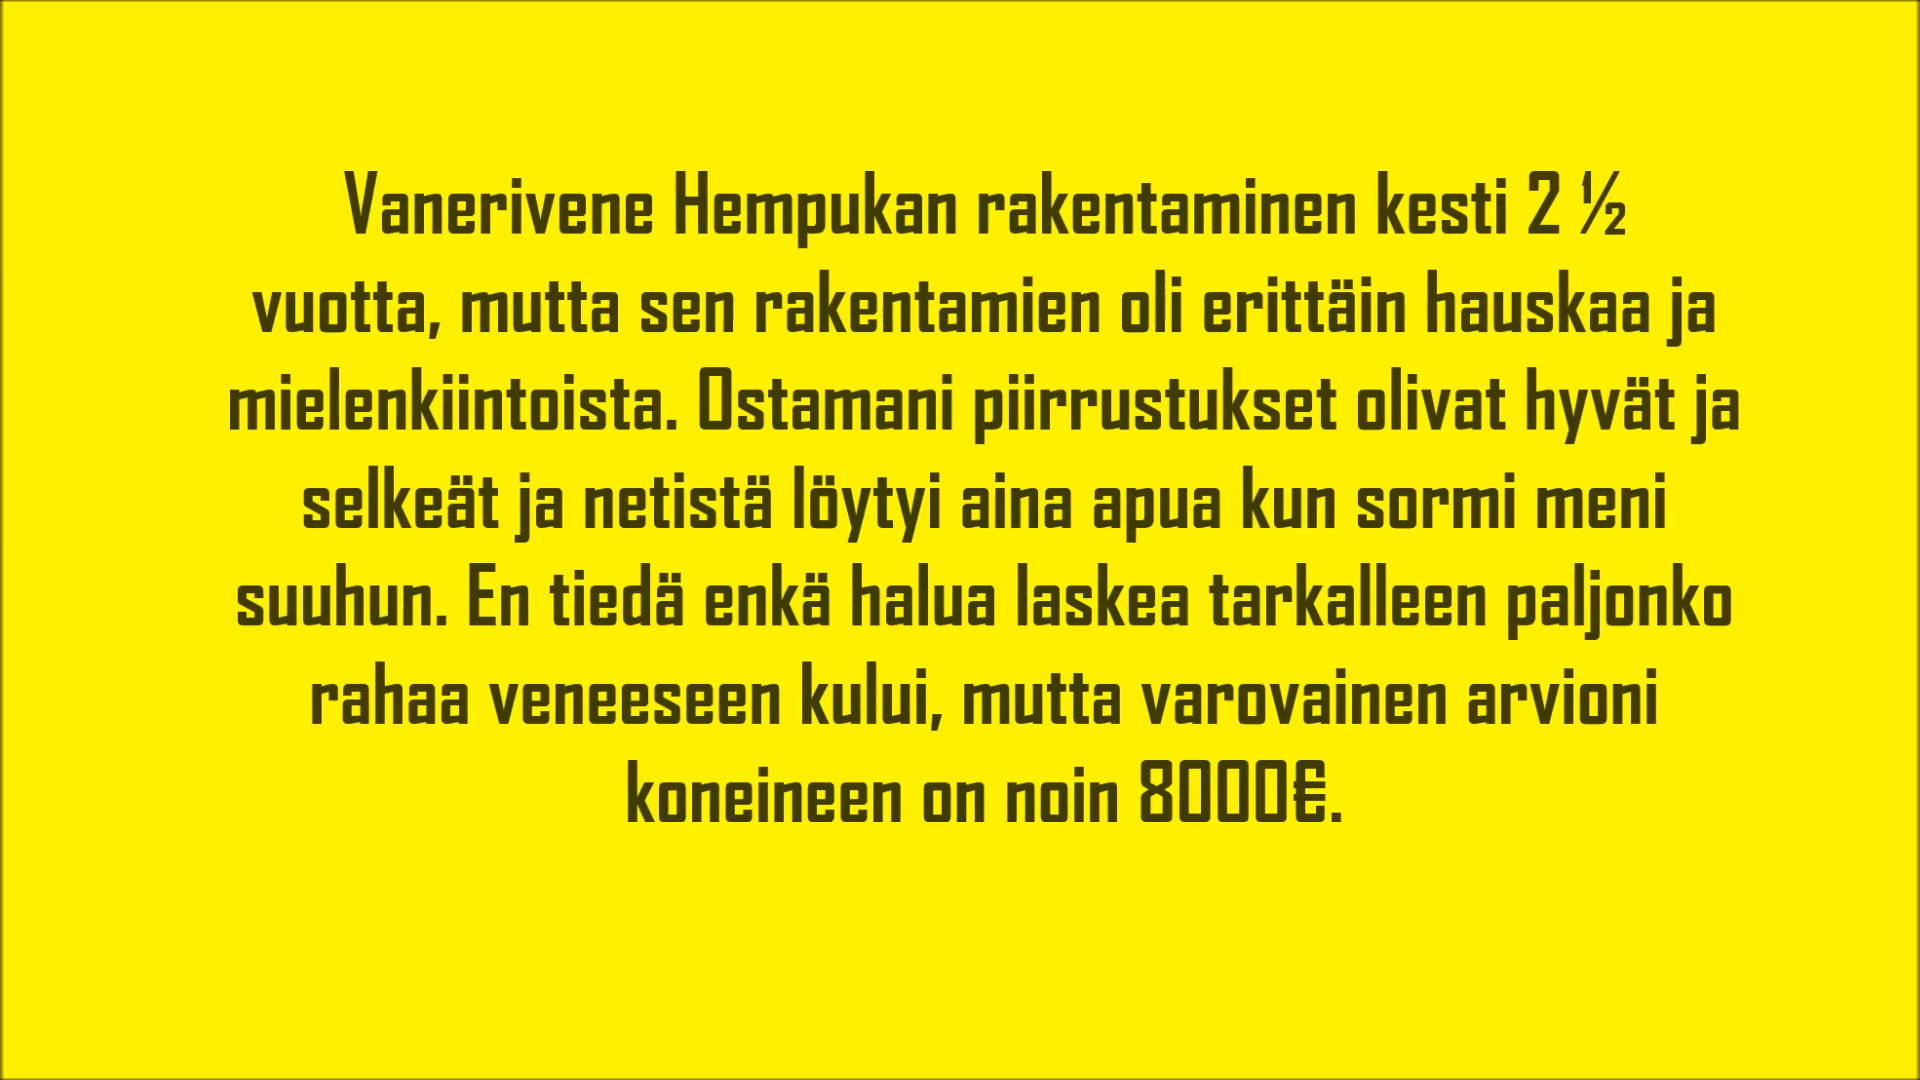 Vanerivene Hempukan rakentaminen kesti 2 ½
vuotta, mutta sen rakentamien oli erittäin hauskaa ja
mielenkiintoista. Ostamani piirrustukset olivat hyvät ja
selkeät ja netistä löytyi aina apua kun sormi meni
suuhun. En tiedä enkä halua laskea tarkalleen paljonko
rahaa veneeseen kului, mutta varovainen arvioni
koneineen on noin 8000€.